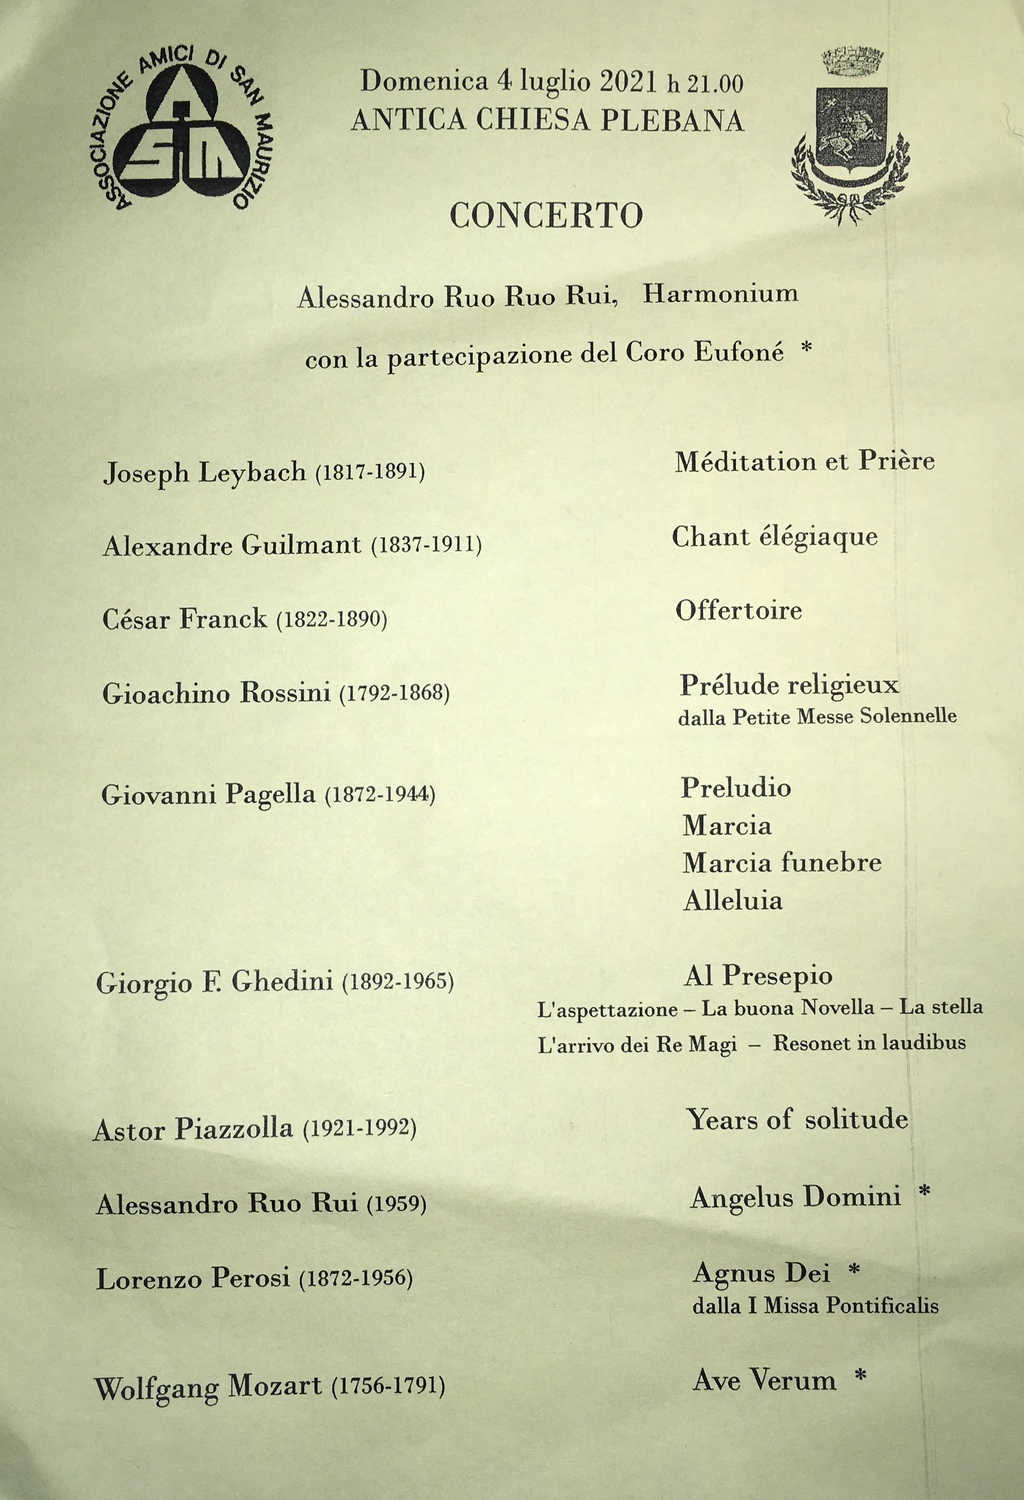 ASSOCIAZIONE AMICI DI SAN MAURIZIO
ASM
Domenica 4 luglio 2021 h 21.00
ANTICA CHIESA PLEBANA
CONCERTO
Alessandro Ruo Ruo Rui, Harmonium
con la partecipazione del Coro Eufoné *
Joseph Leybach (1817-1891) Méditation et Prière
Alexandre Guilmant (1837-1911) Chant élégiaque
César Franck (1822-1890) Offertoire
Gioachino Rossini (1792-1868) Prélude religieux
dalla Petite Messe Solennelle
Giovanni Pagella (1872-1944) Preludio
Marcia
Marcia funebre
Alleluia
Giorgio F. Ghedini (1892-1965) Al Presepio
L'aspettazione – La buona Novella – La stella
L'arrivo dei Re Magi – Resonet in laudibus
Astor Piazzolla (1921-1992) Years of solitude
Alessandro Ruo Rui (1959) Angelus Domini *
Lorenzo Perosi (1872-1956) Agnus Dei *
dalla I Missa Pontificalis
Wolfgang Mozart (1756-1791) Ave Verum *